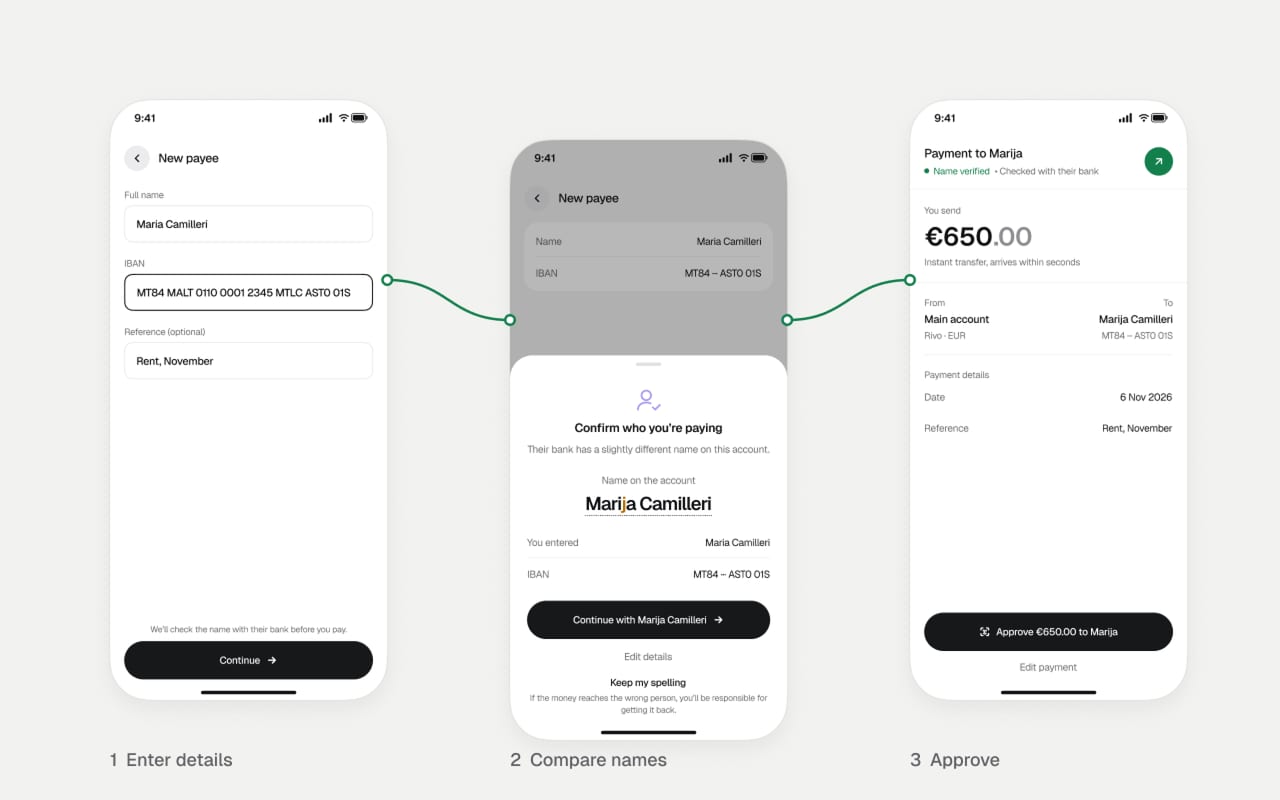 9:41
New payee
Full name
Maria Camilleri
IBAN
MT84 MALT 0110 0001 2345 MTLC AST0 01S
Reference (optional)
Rent, November
We'll check the name with their bank before you pay.
Continue →
1 Enter details
9:41
New payee
Name Maria Camilleri
IBAN MT84 ··· AST0 01S
Confirm who you're paying
Their bank has a slightly different name on this account.
Name on the account
Marija Camilleri
You entered Maria Camilleri
IBAN MT84 ··· AST0 01S
Continue with Marija Camilleri →
Edit details
Keep my spelling
If the money reaches the wrong person, you'll be responsible for
getting it back.
2 Compare names
9:41
Payment to Marija
Name verified • Checked with their bank
You send
€650.00
Instant transfer, arrives within seconds
From To
Main account Marija Camilleri
Rivo · EUR MT84 ··· AST0 01S
Payment details
Date 6 Nov 2026
Reference Rent, November
Approve €650.00 to Marija
Edit payment
3 Approve